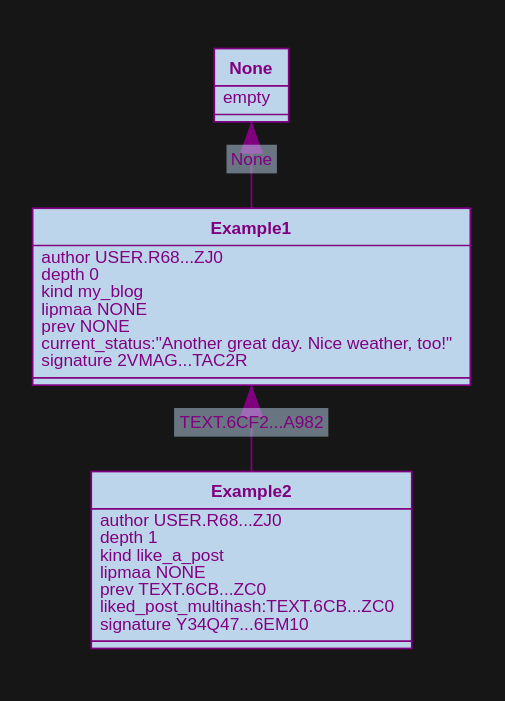 None
empty
None
Example1
author USER.R68...ZJ0
depth 0
kind my_blog
lipmaa NONE
prev NONE
current_status:"Another great day. Nice weather, too!"
signature 2VMAG...TAC2R
TEXT.6CF2...A982
Example2
author USER.R68...ZJ0
depth 1
kind like_a_post
lipmaa NONE
prev TEXT.6CB...ZC0
liked_post_multihash:TEXT.6CB...ZC0
signature Y34Q47...6EM10